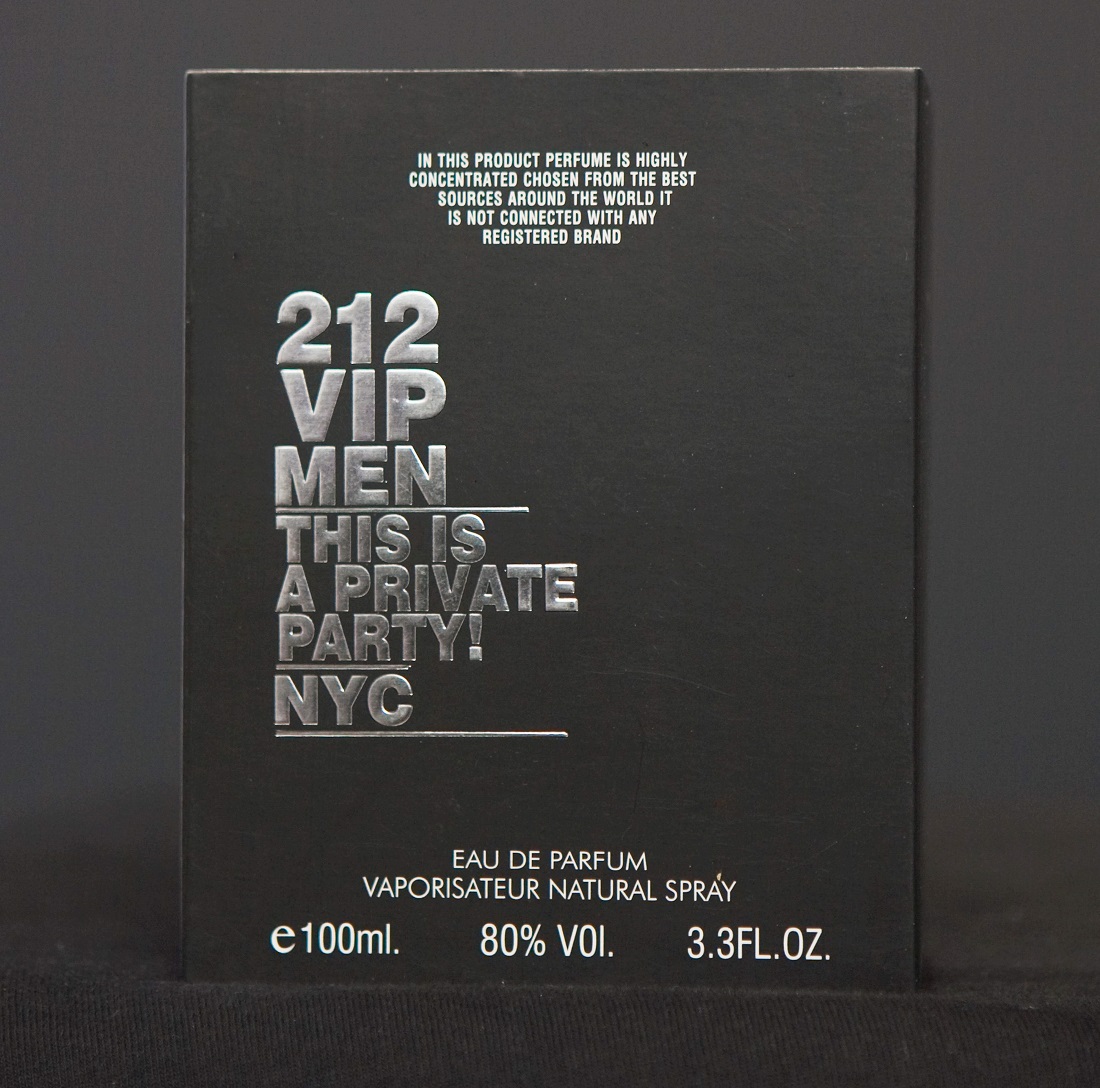 IN THIS PRODUCT PERFUME IS HIGHLY
CONCENTRATED CHOSEN FROM THE BEST
SOURCES AROUND THE WORLD IT
IS NOT CONNECTED WITH ANY
REGISTERED BRAND
212
VIP
MEN
THIS IS
A PRIVATE
PARTY!
NYC
EAU DE PARFUM
VAPORISATEUR NATURAL SPRAY
e100ml. 80% VOl. 3.3FL.OZ.